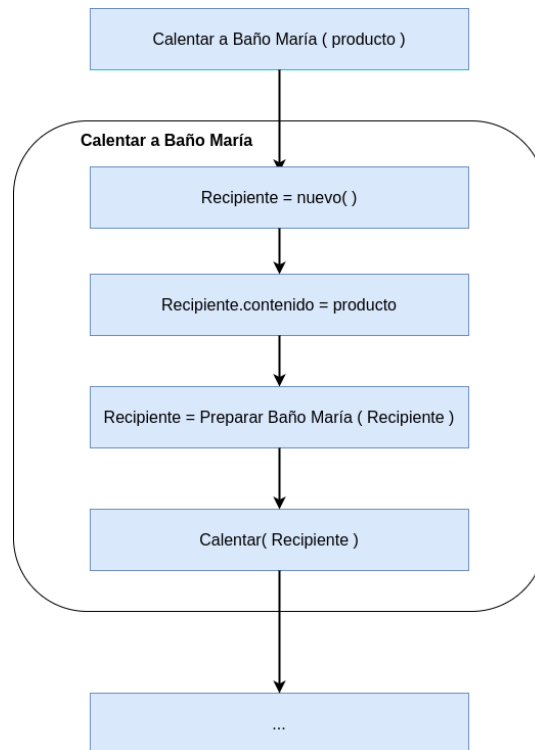 Calentar a Baño María ( producto )
Calentar a Baño María
Recipiente = nuevo( )
Recipiente.contenido = producto
Recipiente = Preparar Baño María ( Recipiente )
Calentar( Recipiente )
...